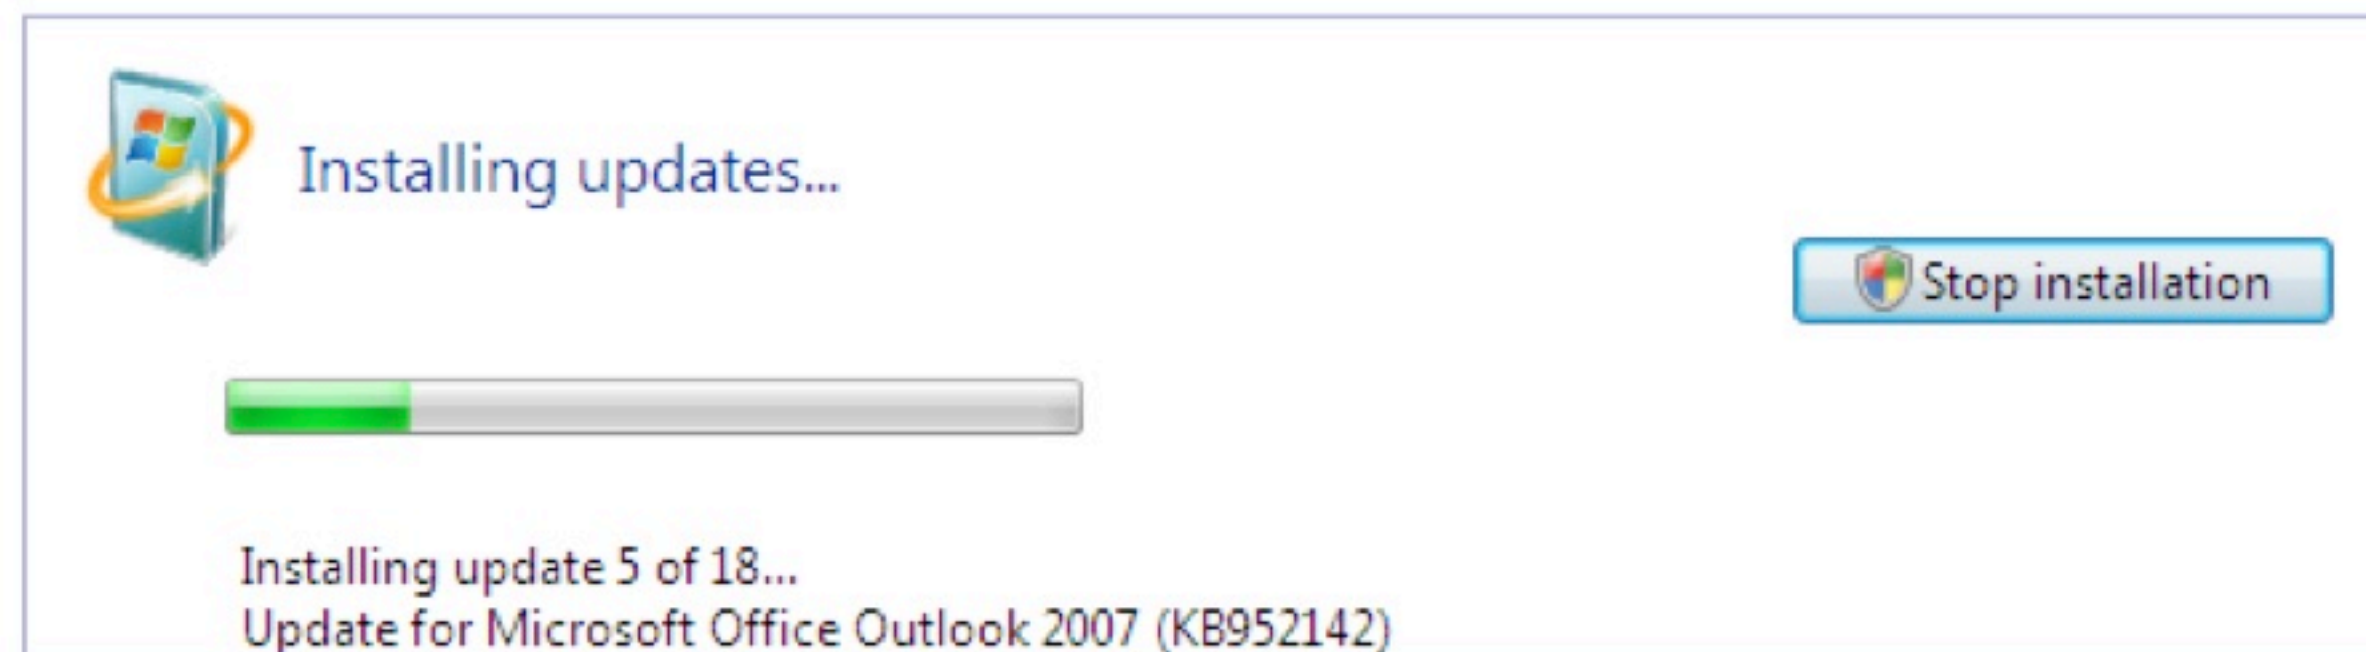 Installing updates...
Stop installation
Installing update 5 of 18...
Update for Microsoft Office Outlook 2007 (KB952142)